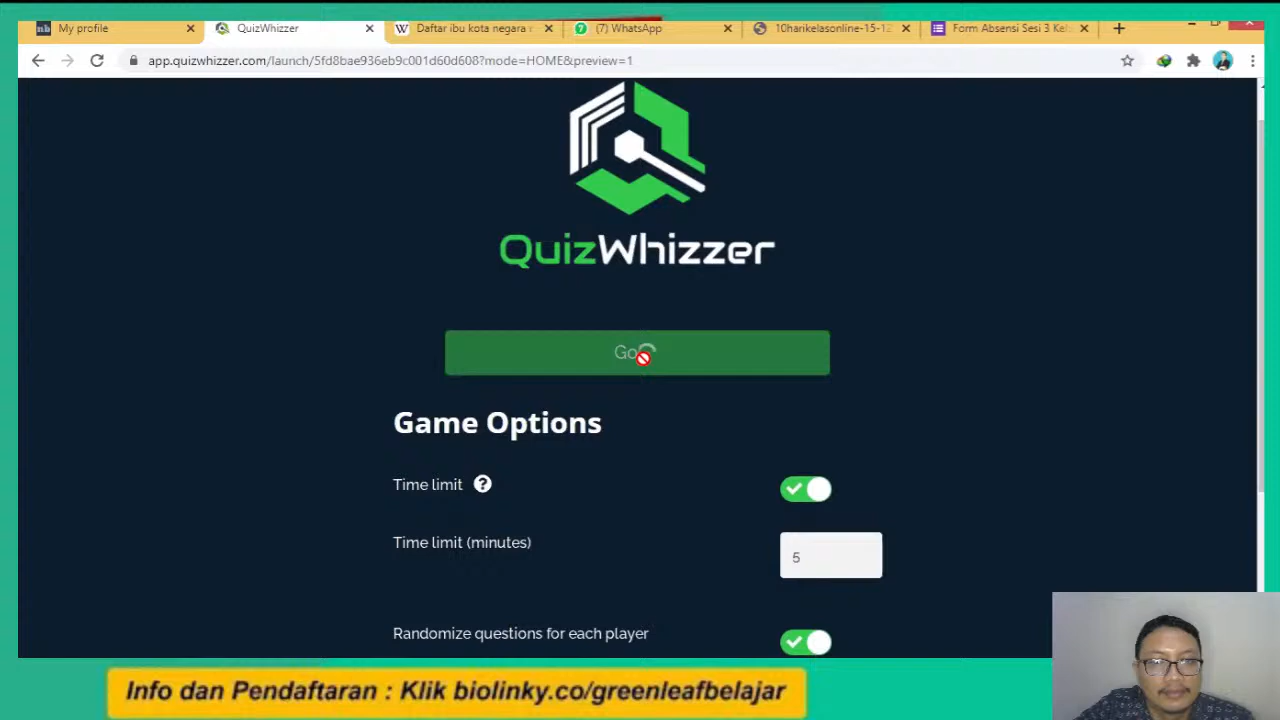 My profile
QuizWhizzer
Daftar ibu kota negara
(7) WhatsApp
10harikelasonline-15-12
Form Absensi Sesi 3 Kel
app.quizwhizzer.com/launch/5fd8bae936eb9c001d60d608?mode=HOME&preview=1
QuizWhizzer
Go
Game Options
Time limit ?
Time limit (minutes)
5
Randomize questions for each player
Info dan Pendaftaran : Klik biolinky.co/greenleafbelajar